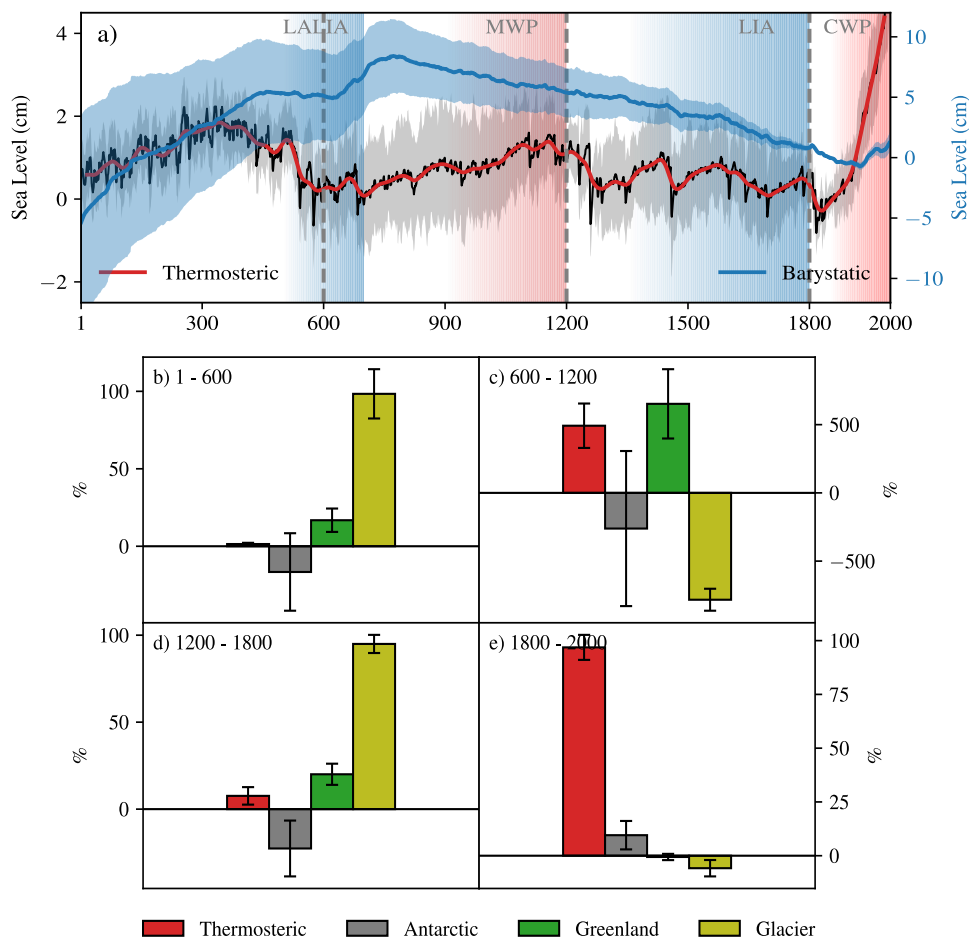 a)
LALIA
MWP
LIA
CWP
4
2
0
−2
Sea Level (cm)
10
5
0
−5
−10
Sea Level (cm)
Thermosteric
Barystatic
1
300
600
900
1200
1500
1800
2000
b) 1 - 600
100
50
0
%
c) 600 - 1200
500
0
−500
%
d) 1200 - 1800
100
50
0
%
e) 1800 - 2000
100
75
50
25
0
%
Thermosteric
Antarctic
Greenland
Glacier